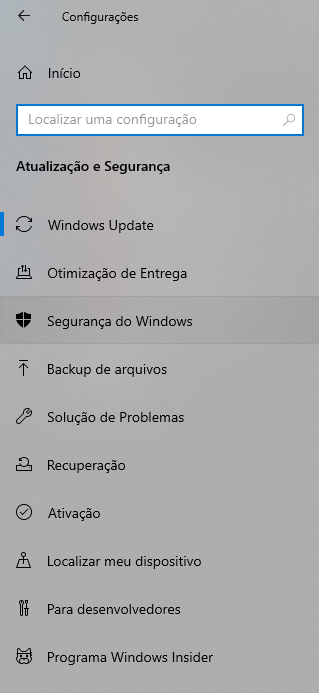 Configurações
Início
Localizar uma configuração
Atualização e Segurança
Windows Update
Otimização de Entrega
Segurança do Windows
Backup de arquivos
Solução de Problemas
Recuperação
Ativação
Localizar meu dispositivo
Para desenvolvedores
Programa Windows Insider